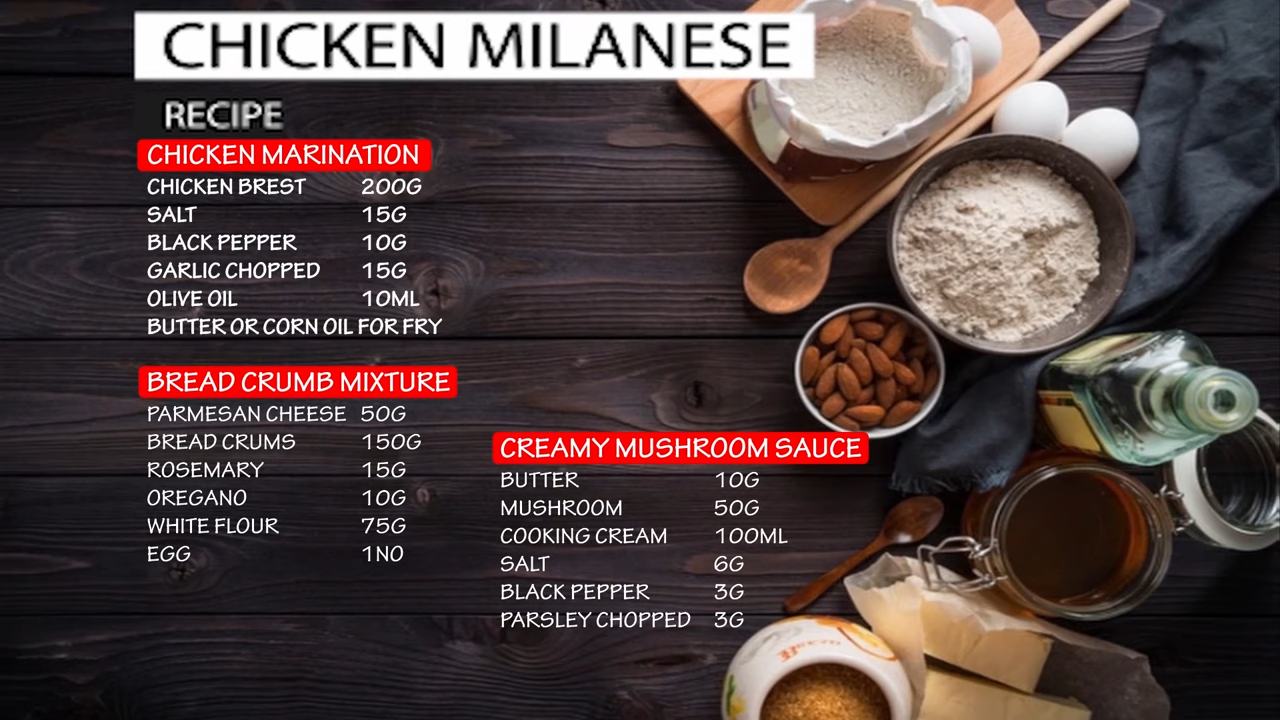 CHICKEN MILANESE
RECIPE
CHICKEN MARINATION
CHICKEN BREST 200G
SALT 15G
BLACK PEPPER 10G
GARLIC CHOPPED 15G
OLIVE OIL 10ML
BUTTER OR CORN OIL FOR FRY
BREAD CRUMB MIXTURE
PARMESAN CHEESE 50G
BREAD CRUMS 150G
ROSEMARY 15G
OREGANO 10G
WHITE FLOUR 75G
EGG 1NO
CREAMY MUSHROOM SAUCE
BUTTER 10G
MUSHROOM 50G
COOKING CREAM 100ML
SALT 6G
BLACK PEPPER 3G
PARSLEY CHOPPED 3G